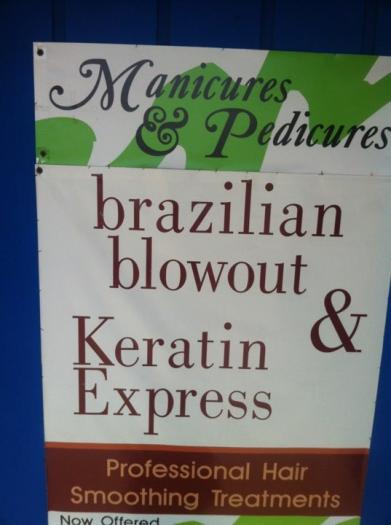 Manicures
& Pedicures
brazilian
blowout
&
Keratin
Express
Professional Hair
Smoothing Treatments
Now Offered